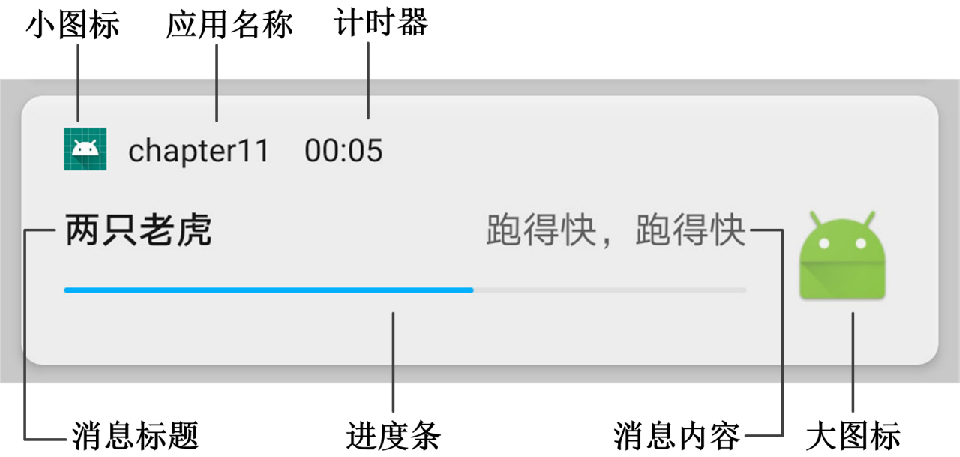 小图标 应用名称 计时器
chapter11 00:05
两只老虎 跑得快，跑得快
消息标题 进度条 消息内容 大图标